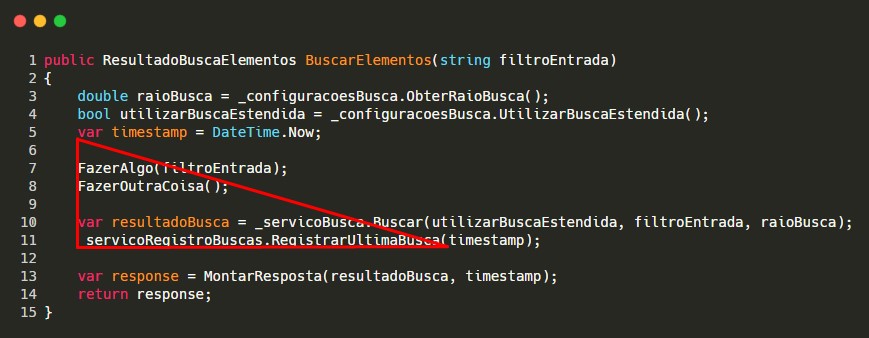 1 public ResultadoBuscaElementos BuscarElementos(string filtroEntrada)
2 {
3     double raioBusca = _configuracoesBusca.ObterRaioBusca();
4     bool utilizarBuscaEstendida = _configuracoesBusca.UtilizarBuscaEstendida();
5     var timestamp = DateTime.Now;
6
7     FazerAlgo(filtroEntrada);
8     FazerOutraCoisa();
9
10     var resultadoBusca = _servicoBusca.Buscar(utilizarBuscaEstendida, filtroEntrada, raioBusca);
11     _servicoRegistroBuscas.RegistrarUltimaBusca(timestamp);
12
13     var response = MontarResposta(resultadoBusca, timestamp);
14     return response;
15 }